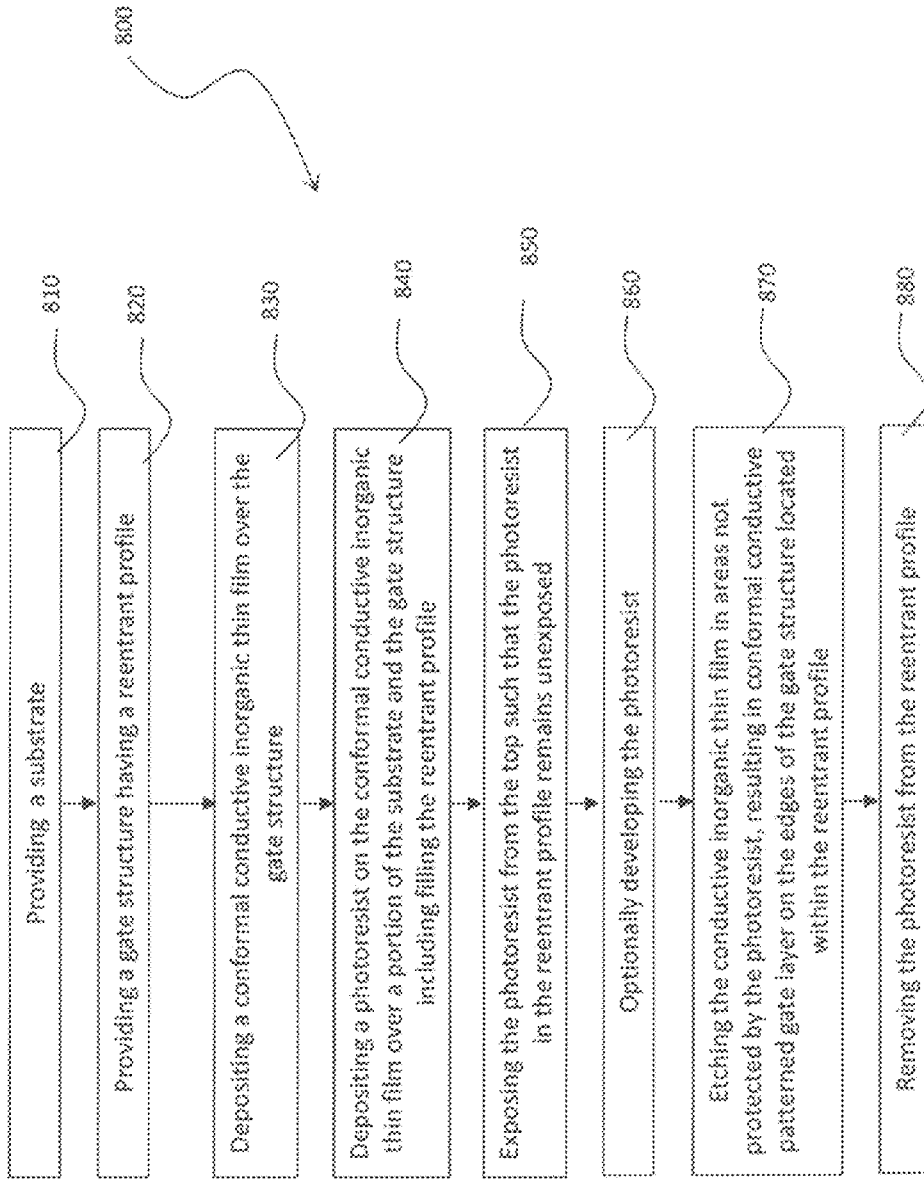 800
Providing a substrate
810
Providing a gate structure having a reentrant profile
820
Depositing a conformal conductive inorganic thin film over the
gate structure
830
Depositing a photoresist on the conformal conductive inorganic
thin film over a portion of the substrate and the gate structure
including filling the reentrant profile
840
Exposing the photoresist from the top such that the photoresist
in the reentrant profile remains unexposed
850
Optionally developing the photoresist
860
Etching the conductive inorganic thin film in areas not
protected by the photoresist, resulting in conformal conductive
patterned gate layer on the edges of the gate structure located
within the reentrant profile
870
Removing the photoresist from the reentrant profile
880